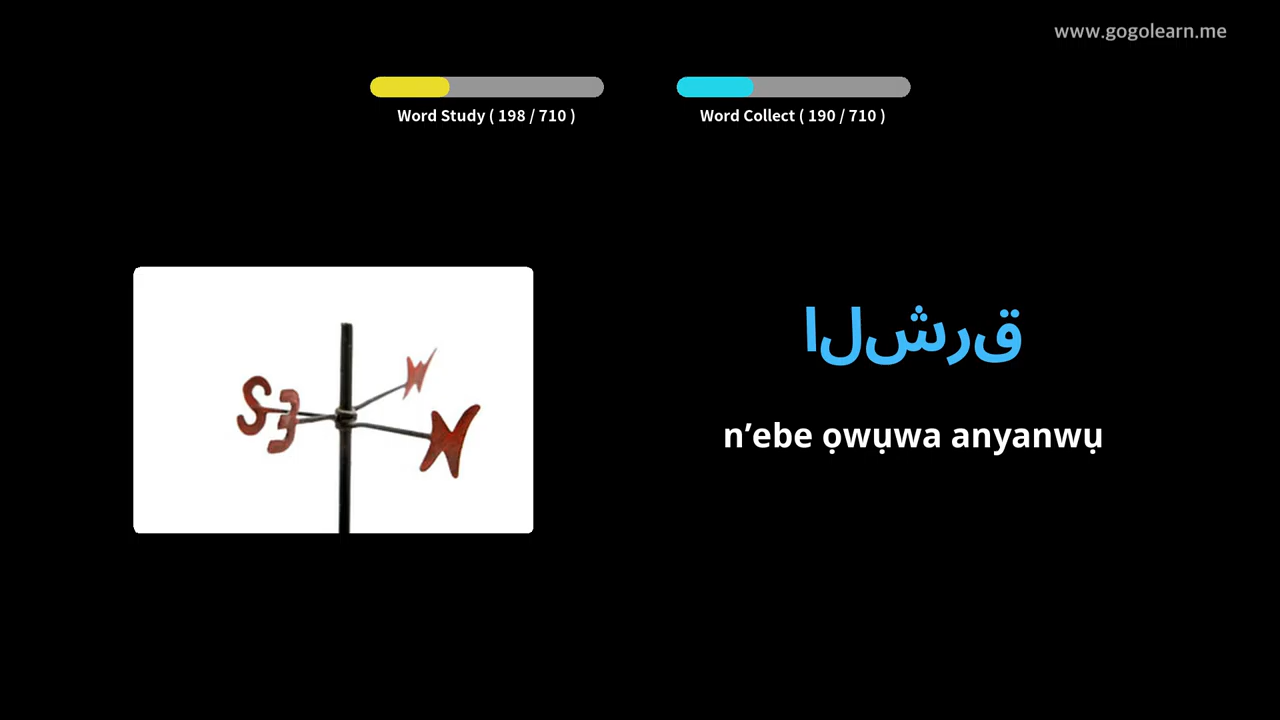 www.gogolearn.me
Word Study ( 198 / 710 )
Word Collect ( 190 / 710 )
S E W N
الشرق
n’ebe ọwụwa anyanwụ